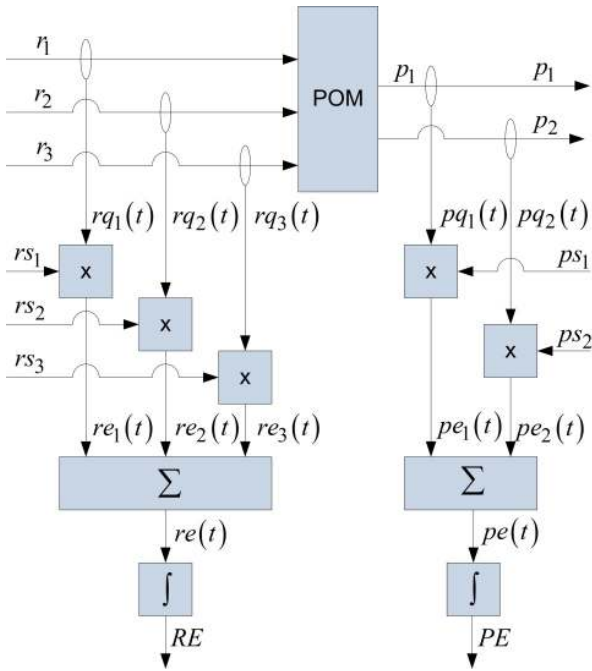 r₁
r₂
r₃
POM
p₁ p₁
p₂
rq₁(t) rq₂(t) rq₃(t) pq₁(t) pq₂(t)
rs₁ x x ps₁
rs₂ x x ps₂
rs₃ x
re₁(t) re₂(t) re₃(t) pe₁(t) pe₂(t)
Σ Σ
re(t) pe(t)
∫ ∫
RE PE